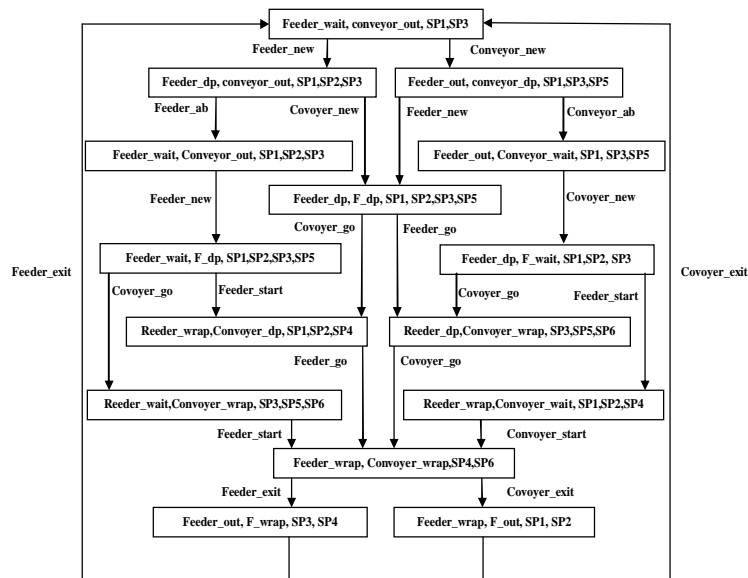 Feeder_wait, conveyor_out, SP1,SP3
Feeder_new
Conveyor_new
Feeder_dp, conveyor_out, SP1,SP2,SP3
Feeder_out, conveyor_dp, SP1,SP3,SP5
Feeder_ab
Covoyer_new
Feeder_new
Conveyor_ab
Feeder_wait, Conveyor_out, SP1,SP2,SP3
Feeder_out, Conveyor_wait, SP1, SP3,SP5
Feeder_new
Feeder_dp, F_dp, SP1, SP2,SP3,SP5
Covoyer_new
Covoyer_go
Feeder_go
Feeder_wait, F_dp, SP1,SP2,SP3,SP5
Feeder_dp, F_wait, SP1,SP2, SP3
Feeder_exit
Covoyer_exit
Covoyer_go
Feeder_start
Covoyer_go
Feeder_start
Reeder_wrap,Convoyer_dp, SP1,SP2,SP4
Reeder_dp,Convoyer_wrap, SP3,SP5,SP6
Feeder_go
Covoyer_go
Reeder_wait,Convoyer_wrap, SP3,SP5,SP6
Reeder_wrap,Convoyer_wait, SP1,SP2,SP4
Feeder_start
Convoyer_start
Feeder_wrap, Convoyer_wrap,SP4,SP6
Feeder_exit
Covoyer_exit
Feeder_out, F_wrap, SP3, SP4
Feeder_wrap, F_out, SP1, SP2